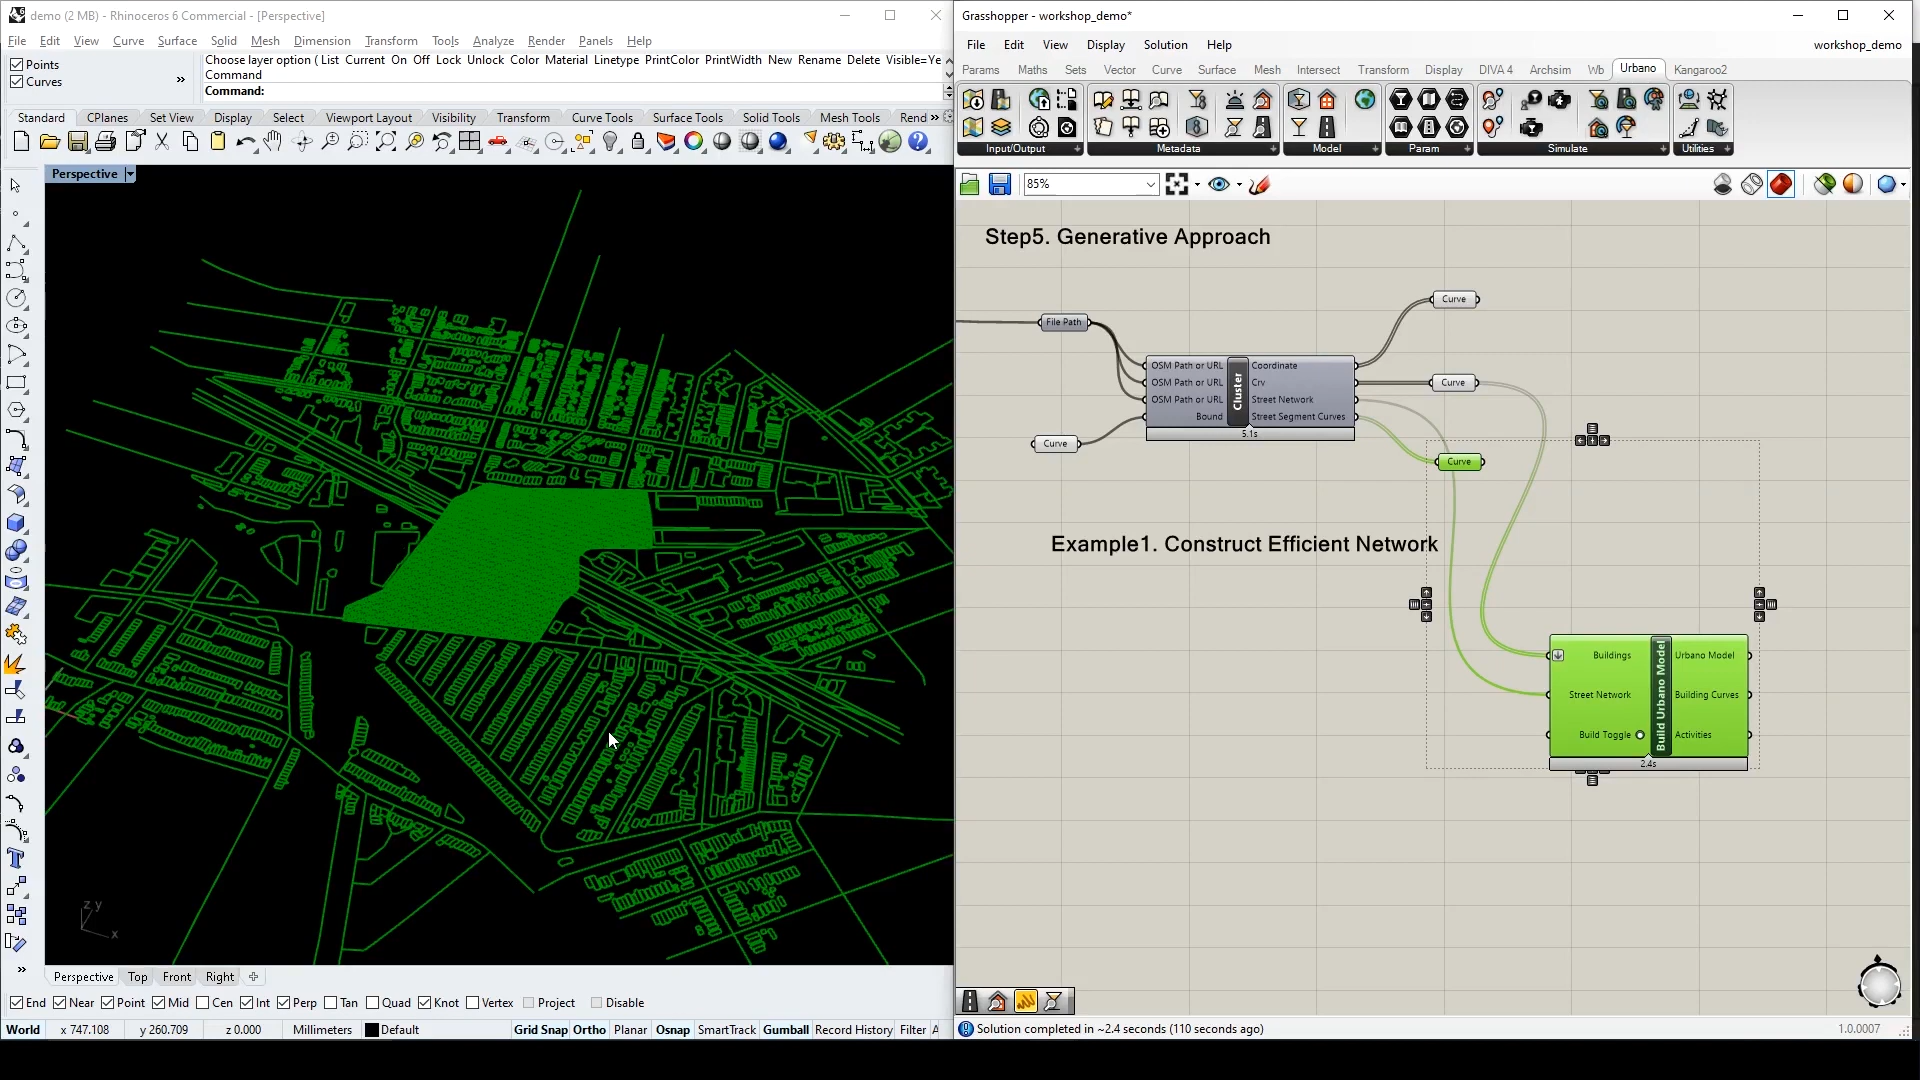 demo (2 MB) - Rhinoceros 6 Commercial - [Perspective]
File Edit View Curve Surface Solid Mesh Dimension Transform Tools Analyze Render Panels Help
Points
Curves
»
Choose layer option ( List Current On Off Lock Unlock Color Material Linetype PrintColor PrintWidth New Rename Delete Visible=Ye
Command
Command:
Standard CPlanes Set View Display Select Viewport Layout Visibility Transform Curve Tools Surface Tools Solid Tools Mesh Tools Rend »
Perspective
z y
x
Perspective Top Front Right
End Near Point Mid Cen Int Perp Tan Quad Knot Vertex Project Disable
World x 747.108 y 260.709 z 0.000 Millimeters Default Grid Snap Ortho Planar Osnap SmartTrack Gumball Record History Filter A
Grasshopper - workshop_demo*
File Edit View Display Solution Help workshop_demo
Params Maths Sets Vector Curve Surface Mesh Intersect Transform Display DIVA 4 Archsim Wb Urbano Kangaroo2
Input/Output Metadata Model Param Simulate Utilities
85%
Step5. Generative Approach
Curve
File Path
OSM Path or URL Coordinate
OSM Path or URL Crv
OSM Path or URL Street Network
Bound Street Segment Curves
Cluster
5.1s
Curve
Curve
Curve
Example1. Construct Efficient Network
Buildings Urbano Model
Street Network Building Curves
Build Toggle Activities
Build Urbano Model
2.4s
Solution completed in ~2.4 seconds (110 seconds ago)
1.0.0007